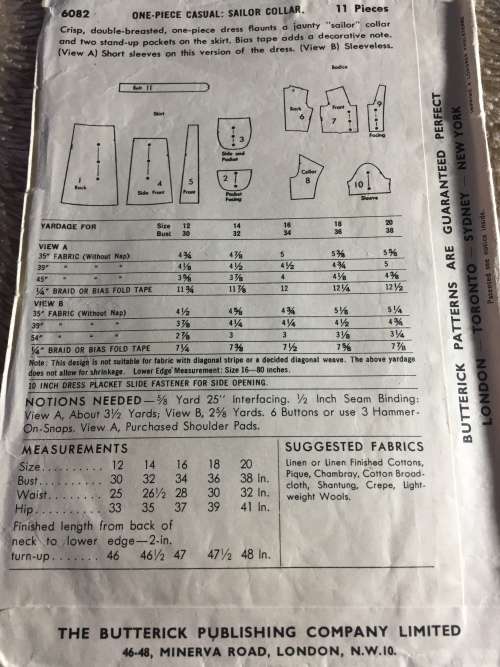 6082 ONE-PIECE CASUAL: SAILOR COLLAR. 11 Pieces
Crisp, double-breasted, one-piece dress flaunts a jaunty "sailor" collar
and two stand-up pockets on the skirt. Bias tape adds a decorative note.
(View A) Short sleeves on this version of the dress. (View B) Sleeveless.
Belt 11
Bodice
Skirt
1 Back
4 Side Front
5 Front
3 Side and Pocket
2 Pocket Facing
Back 6
Front 7
9 Facing
Collar 8
10 Sleeve
YARDAGE FOR Size 12 14 16 18 20
Bust 30 32 34 36 38
VIEW A
35" FABRIC (Without Nap) 4¾ 4⅞ 5 5⅜ 5⅝
39" " " " 4⅛ 4½ 4½ 4¾ 5
45" " " " 3⅝ 3⅞ 4 4⅛ 4⅝
¼" BRAID OR BIAS FOLD TAPE 11¾ 11⅞ 12 12¼ 12½
VIEW B
35" FABRIC (Without Nap) 4½ 4⅝ 4¾ 5⅛ 5¼
39" " " " 3⅞ 4¼ 4¼ 4½ 4¾
54" " " " 2⅞ 3 3 3⅛ 3¼
¼" BRAID OR BIAS FOLD TAPE 7¼ 7⅜ 7½ 7⅝ 7⅞
Note: This design is not suitable for fabric with diagonal stripe or a decided diagonal weave. The above yardage
does not allow for shrinkage. Lower Edge Measurement: Size 16—80 inches.
10 INCH DRESS PLACKET SLIDE FASTENER FOR SIDE OPENING.
NOTIONS NEEDED—⅝ Yard 25" Interfacing. ½ Inch Seam Binding:
View A, About 3½ Yards; View B, 2⅝ Yards. 6 Buttons or use 3 Hammer-
On-Snaps. View A, Purchased Shoulder Pads.
MEASUREMENTS
Size.......... 12 14 16 18 20
Bust.......... 30 32 34 36 38 In.
Waist........ 25 26½ 28 30 32 In.
Hip........... 33 35 37 39 41 In.
Finished length from back of
neck to lower edge—2-in.
turn-up....... 46 46½ 47 47½ 48 In.
SUGGESTED FABRICS
Linen or Linen Finished Cottons,
Pique, Chambray, Cotton Broad-
cloth, Shantung, Crepe, Light-
weight Wools.
BUTTERICK PATTERNS ARE GUARANTEED PERFECT
LONDON — TORONTO — SYDNEY NEW YORK
Patented see notice inside.
THE BUTTERICK PUBLISHING COMPANY LIMITED
46-48, MINERVA ROAD, LONDON, N.W.10.